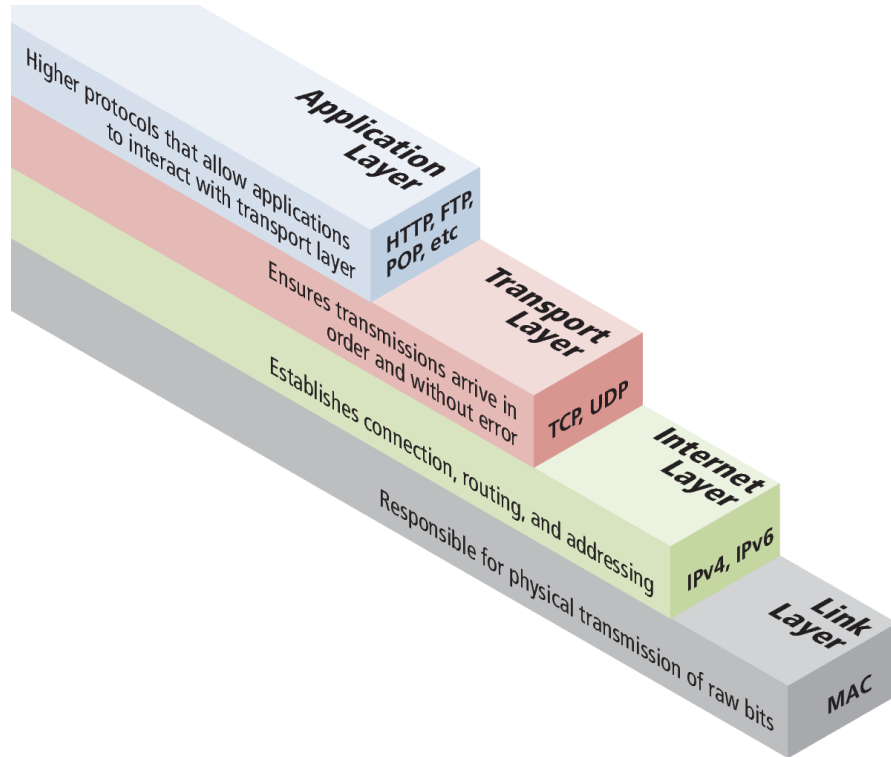 Application
Layer
Higher protocols that allow applications
to interact with transport layer
HTTP, FTP,
POP, etc
Transport
Layer
Ensures transmissions arrive in
order and without error
TCP, UDP
Internet
Layer
Establishes connection, routing, and addressing
IPv4, IPv6
Link
Layer
Responsible for physical transmission of raw bits
MAC